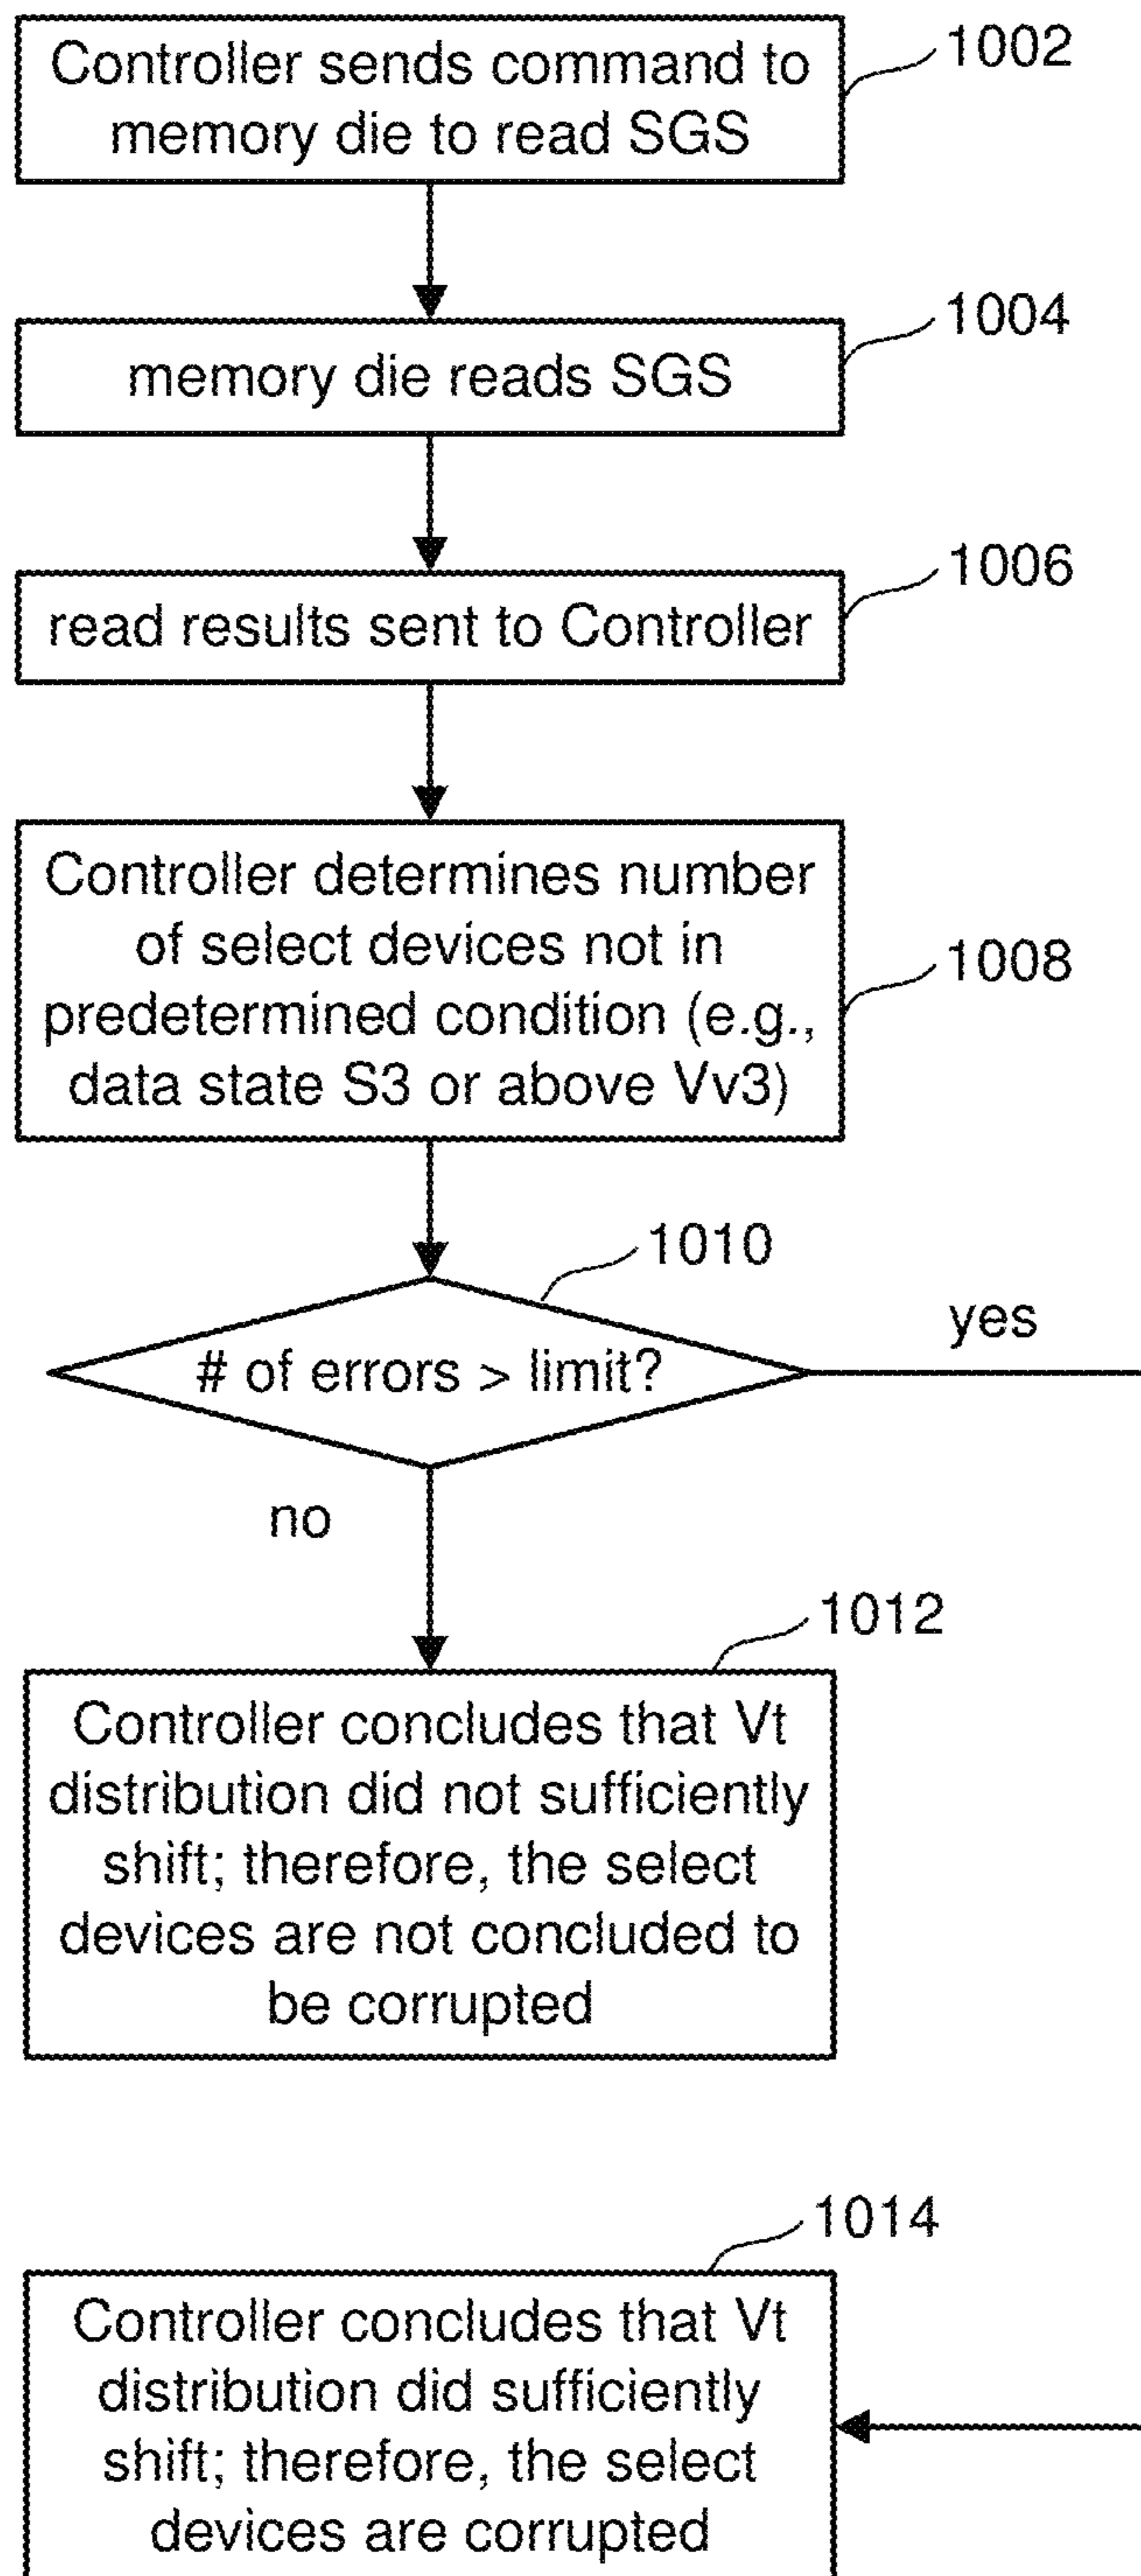 Controller sends command to
memory die to read SGS
1002
memory die reads SGS
1004
read results sent to Controller
1006
Controller determines number
of select devices not in
predetermined condition (e.g.,
data state S3 or above Vv3)
1008
# of errors > limit?
1010
yes
no
1012
Controller concludes that Vt
distribution did not sufficiently
shift; therefore, the select
devices are not concluded to
be corrupted
1014
Controller concludes that Vt
distribution did sufficiently
shift; therefore, the select
devices are corrupted